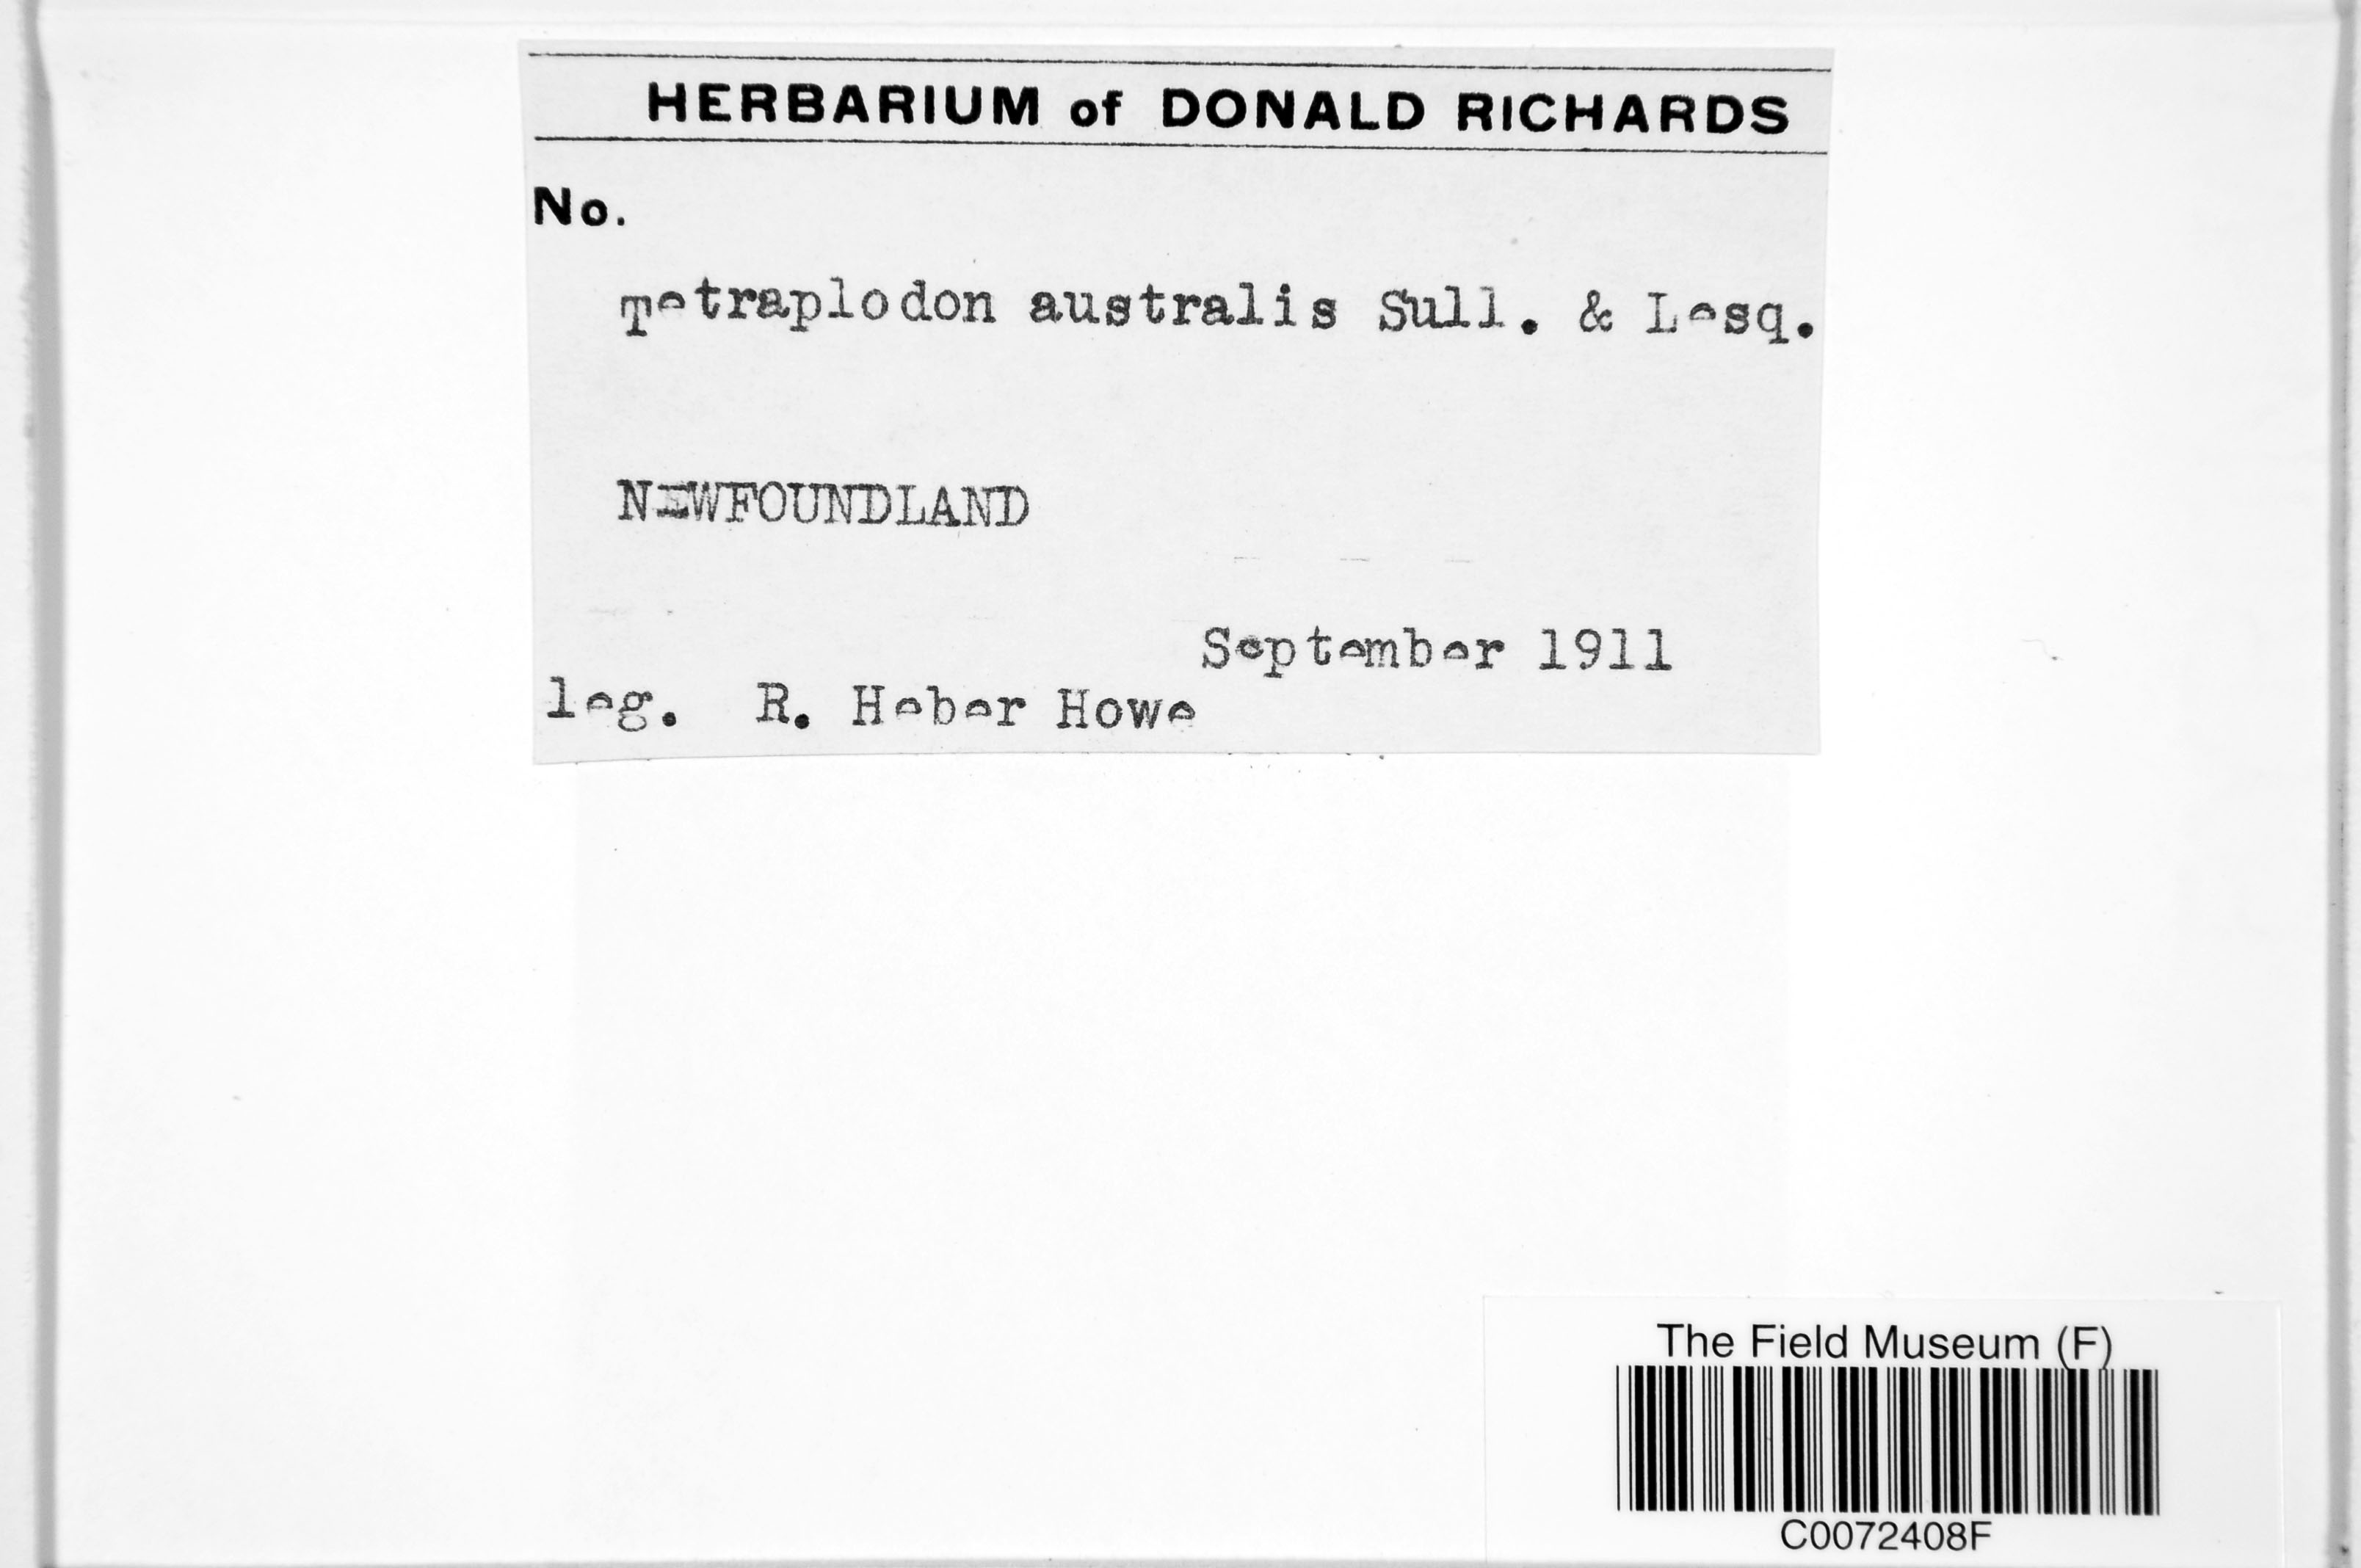 HERBARIUM of DONALD RICHARDS
No.
Tetraplodon australis Sull. & Lesq.
NEWFOUNDLAND
September 1911
leg. R. Heber Howe
The Field Museum (F)
C0072408F